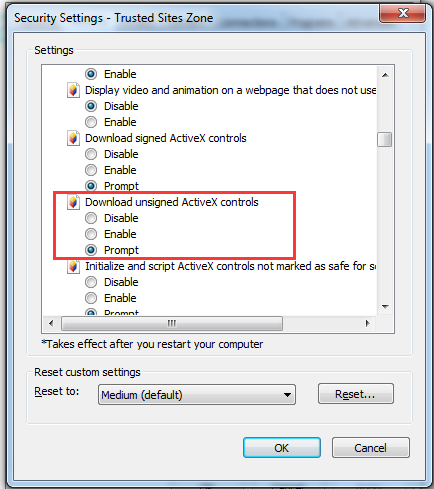 Security Settings - Trusted Sites Zone
Settings
Enable
Display video and animation on a webpage that does not use
Disable
Enable
Download signed ActiveX controls
Disable
Enable
Prompt
Download unsigned ActiveX controls
Disable
Enable
Prompt
Initialize and script ActiveX controls not marked as safe for s
Disable
Enable
Prompt
*Takes effect after you restart your computer
Reset custom settings
Reset to:
Medium (default)
Reset...
OK
Cancel